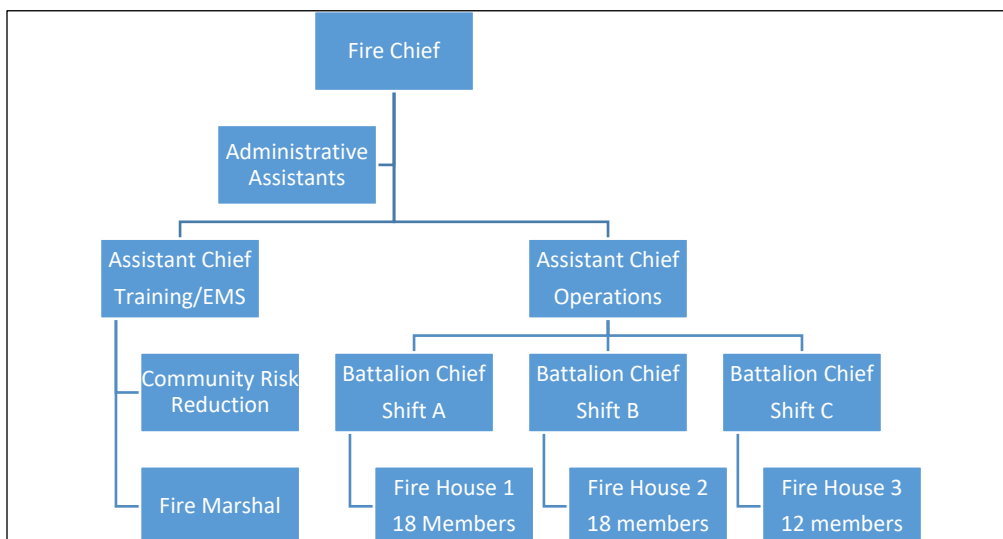 Fire Chief
Administrative
Assistants
Assistant Chief
Training/EMS
Assistant Chief
Operations
Community Risk
Reduction
Fire Marshal
Battalion Chief
Shift A
Battalion Chief
Shift B
Battalion Chief
Shift C
Fire House 1
18 Members
Fire House 2
18 members
Fire House 3
12 members